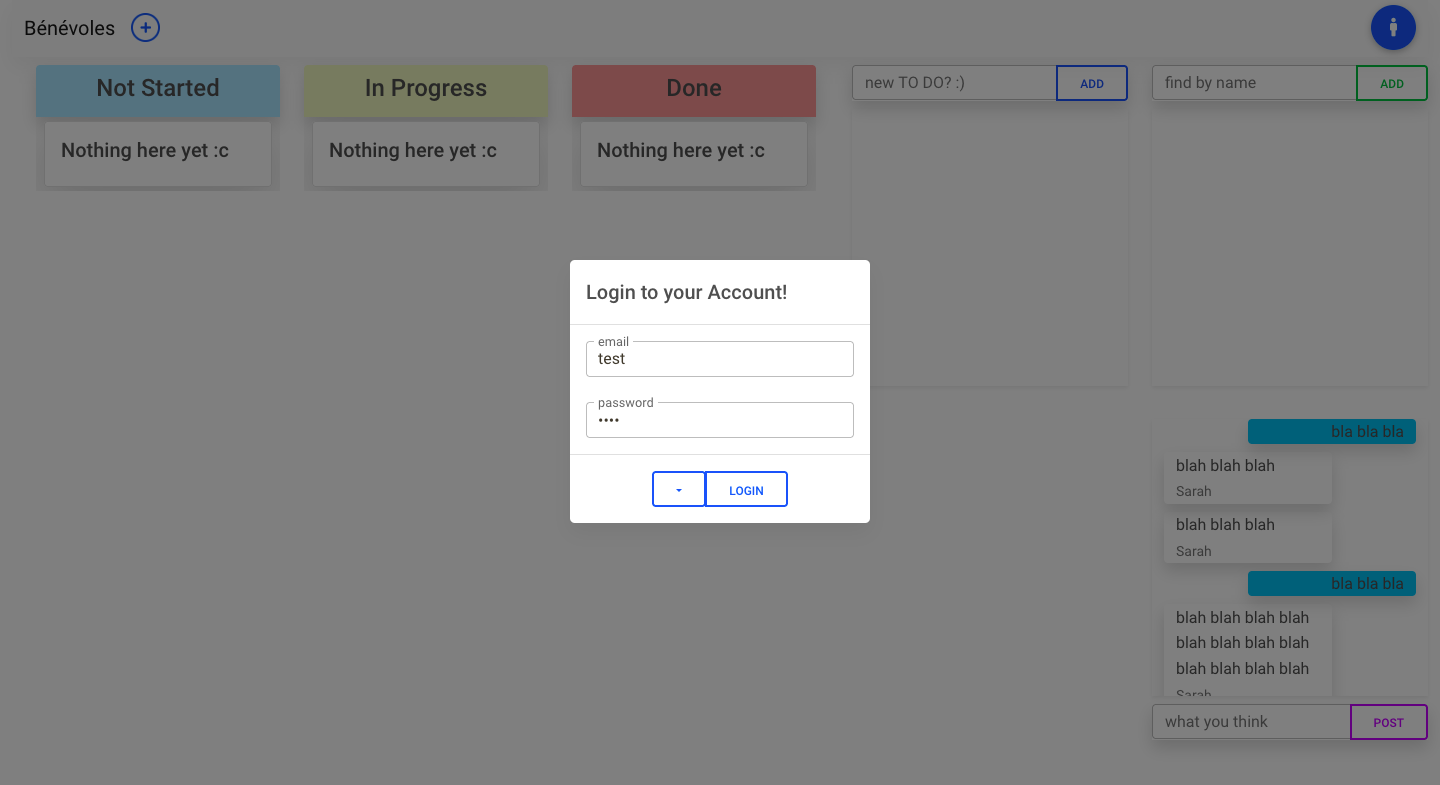 Bénévoles
Not Started
In Progress
Done
new TO DO? :)
ADD
find by name
ADD
Nothing here yet :c
Nothing here yet :c
Nothing here yet :c
Login to your Account!
email
test
password
••••
LOGIN
bla bla bla
blah blah blah
Sarah
blah blah blah
Sarah
bla bla bla
blah blah blah blah
blah blah blah blah
blah blah blah blah
Sarah
what you think
POST